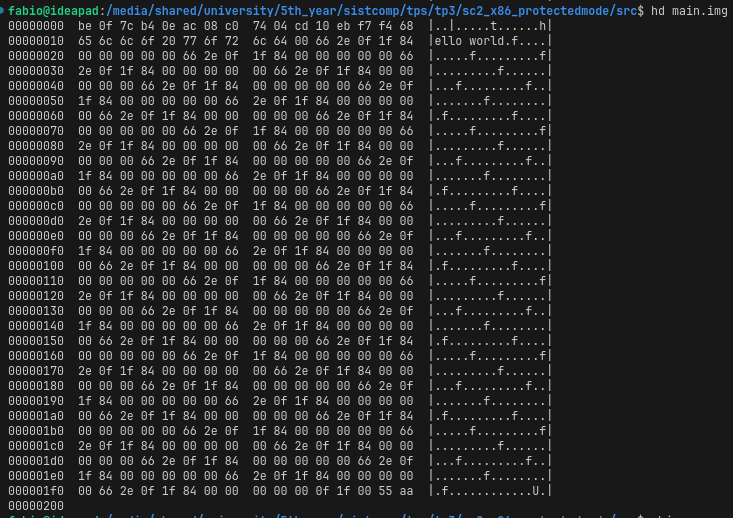 fabio@ideapad:/media/shared/university/5th_year/sistcomp/tps/tp3/sc2_x86_protectedmode/src$ hd main.img
00000000  be 0f 7c b4 0e ac 08 c0  74 04 cd 10 eb f7 f4 68  |..|.....t......h|
00000010  65 6c 6c 6f 20 77 6f 72  6c 64 00 66 2e 0f 1f 84  |ello world.f....|
00000020  00 00 00 00 00 66 2e 0f  1f 84 00 00 00 00 00 66  |.....f.........f|
00000030  2e 0f 1f 84 00 00 00 00  00 66 2e 0f 1f 84 00 00  |.........f......|
00000040  00 00 00 66 2e 0f 1f 84  00 00 00 00 00 66 2e 0f  |...f.........f..|
00000050  1f 84 00 00 00 00 00 66  2e 0f 1f 84 00 00 00 00  |.......f........|
00000060  00 66 2e 0f 1f 84 00 00  00 00 00 66 2e 0f 1f 84  |.f.........f....|
00000070  00 00 00 00 00 66 2e 0f  1f 84 00 00 00 00 00 66  |.....f.........f|
00000080  2e 0f 1f 84 00 00 00 00  00 66 2e 0f 1f 84 00 00  |.........f......|
00000090  00 00 00 66 2e 0f 1f 84  00 00 00 00 00 66 2e 0f  |...f.........f..|
000000a0  1f 84 00 00 00 00 00 66  2e 0f 1f 84 00 00 00 00  |.......f........|
000000b0  00 66 2e 0f 1f 84 00 00  00 00 00 66 2e 0f 1f 84  |.f.........f....|
000000c0  00 00 00 00 00 66 2e 0f  1f 84 00 00 00 00 00 66  |.....f.........f|
000000d0  2e 0f 1f 84 00 00 00 00  00 66 2e 0f 1f 84 00 00  |.........f......|
000000e0  00 00 00 66 2e 0f 1f 84  00 00 00 00 00 66 2e 0f  |...f.........f..|
000000f0  1f 84 00 00 00 00 00 66  2e 0f 1f 84 00 00 00 00  |.......f........|
00000100  00 66 2e 0f 1f 84 00 00  00 00 00 66 2e 0f 1f 84  |.f.........f....|
00000110  00 00 00 00 00 66 2e 0f  1f 84 00 00 00 00 00 66  |.....f.........f|
00000120  2e 0f 1f 84 00 00 00 00  00 66 2e 0f 1f 84 00 00  |.........f......|
00000130  00 00 00 66 2e 0f 1f 84  00 00 00 00 00 66 2e 0f  |...f.........f..|
00000140  1f 84 00 00 00 00 00 66  2e 0f 1f 84 00 00 00 00  |.......f........|
00000150  00 66 2e 0f 1f 84 00 00  00 00 00 66 2e 0f 1f 84  |.f.........f....|
00000160  00 00 00 00 00 66 2e 0f  1f 84 00 00 00 00 00 66  |.....f.........f|
00000170  2e 0f 1f 84 00 00 00 00  00 66 2e 0f 1f 84 00 00  |.........f......|
00000180  00 00 00 66 2e 0f 1f 84  00 00 00 00 00 66 2e 0f  |...f.........f..|
00000190  1f 84 00 00 00 00 00 66  2e 0f 1f 84 00 00 00 00  |.......f........|
000001a0  00 66 2e 0f 1f 84 00 00  00 00 00 66 2e 0f 1f 84  |.f.........f....|
000001b0  00 00 00 00 00 66 2e 0f  1f 84 00 00 00 00 00 66  |.....f.........f|
000001c0  2e 0f 1f 84 00 00 00 00  00 66 2e 0f 1f 84 00 00  |.........f......|
000001d0  00 00 00 66 2e 0f 1f 84  00 00 00 00 00 66 2e 0f  |...f.........f..|
000001e0  1f 84 00 00 00 00 00 66  2e 0f 1f 84 00 00 00 00  |.......f........|
000001f0  00 66 2e 0f 1f 84 00 00  00 00 00 0f 1f 00 55 aa  |.f............U.|
00000200